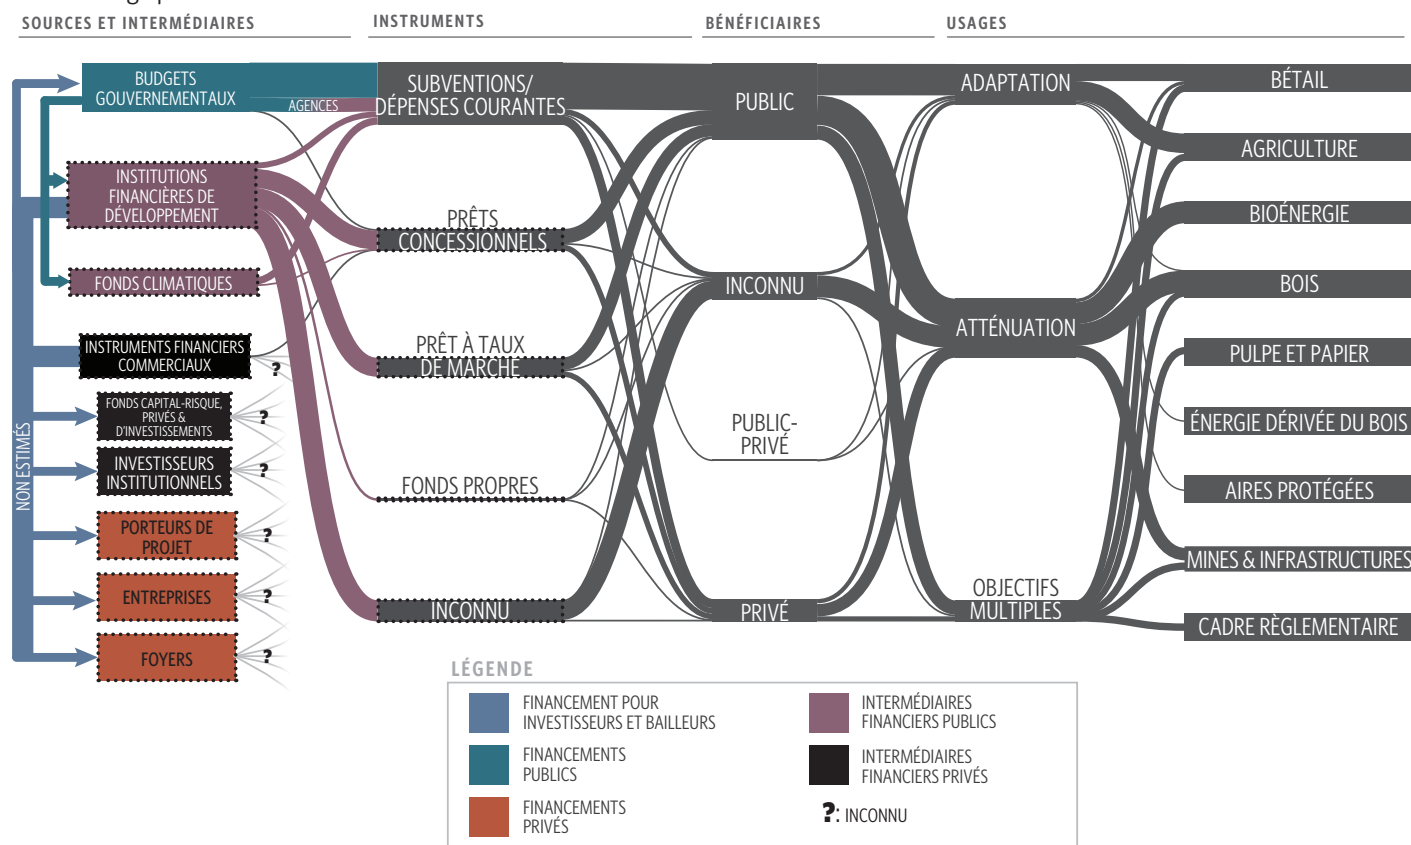 SOURCES ET INTERMÉDIAIRES
INSTRUMENTS
BÉNÉFICIAIRES
USAGES
BUDGETS
GOUVERNEMENTAUX
AGENCES
INSTITUTIONS
FINANCIÈRES DE
DÉVELOPPEMENT
FONDS CLIMATIQUES
INSTRUMENTS FINANCIERS
COMMERCIAUX
?
FONDS CAPITAL-RISQUE,
PRIVÉS &
D'INVESTISSEMENTS
?
INVESTISSEURS
INSTITUTIONNELS
?
PORTEURS DE
PROJET
?
ENTREPRISES
?
FOYERS
?
NON ESTIMÉS
SUBVENTIONS/
DÉPENSES COURANTES
PRÊTS
CONCESSIONNELS
PRÊT À TAUX
DE MARCHE
FONDS PROPRES
INCONNU
PUBLIC
INCONNU
PUBLIC-
PRIVÉ
PRIVÉ
ADAPTATION
ATTÉNUATION
OBJECTIFS
MULTIPLES
BÉTAIL
AGRICULTURE
BIOÉNERGIE
BOIS
PULPE ET PAPIER
ÉNERGIE DÉRIVÉE DU BOIS
AIRES PROTÉGÉES
MINES & INFRASTRUCTURES
CADRE RÈGLEMENTAIRE
LÉGENDE
FINANCEMENT POUR
INVESTISSEURS ET BAILLEURS
FINANCEMENTS
PUBLICS
FINANCEMENTS
PRIVÉS
INTERMÉDIAIRES
FINANCIERS PUBLICS
INTERMÉDIAIRES
FINANCIERS PRIVÉS
?: INCONNU